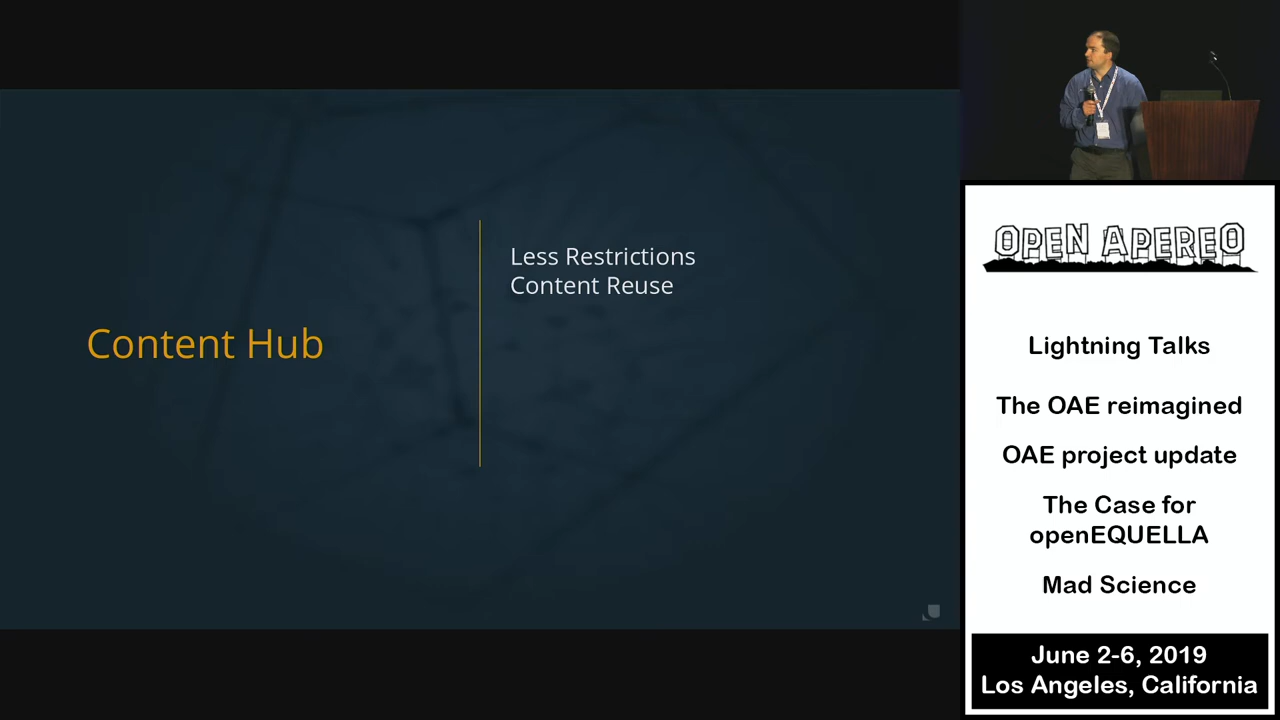 Content Hub
Less Restrictions
Content Reuse
OPEN APEREO
Lightning Talks
The OAE reimagined
OAE project update
The Case for
openEQUELLA
Mad Science
June 2-6, 2019
Los Angeles, California